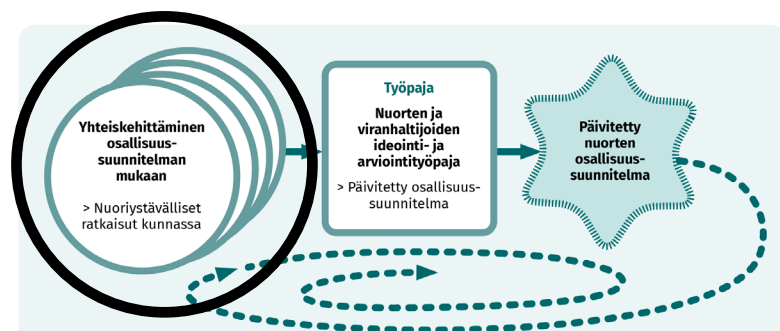 Yhteiskehittäminen
osallisuus-
suunnitelman
mukaan
> Nuoriystävälliset
ratkaisut kunnassa
Työpaja
Nuorten ja
viranhaltijoiden
ideointi- ja
arviointityöpaja
> Päivitetty osallisuus-
suunnitelma
Päivitetty
nuorten
osallisuus-
suunnitelma